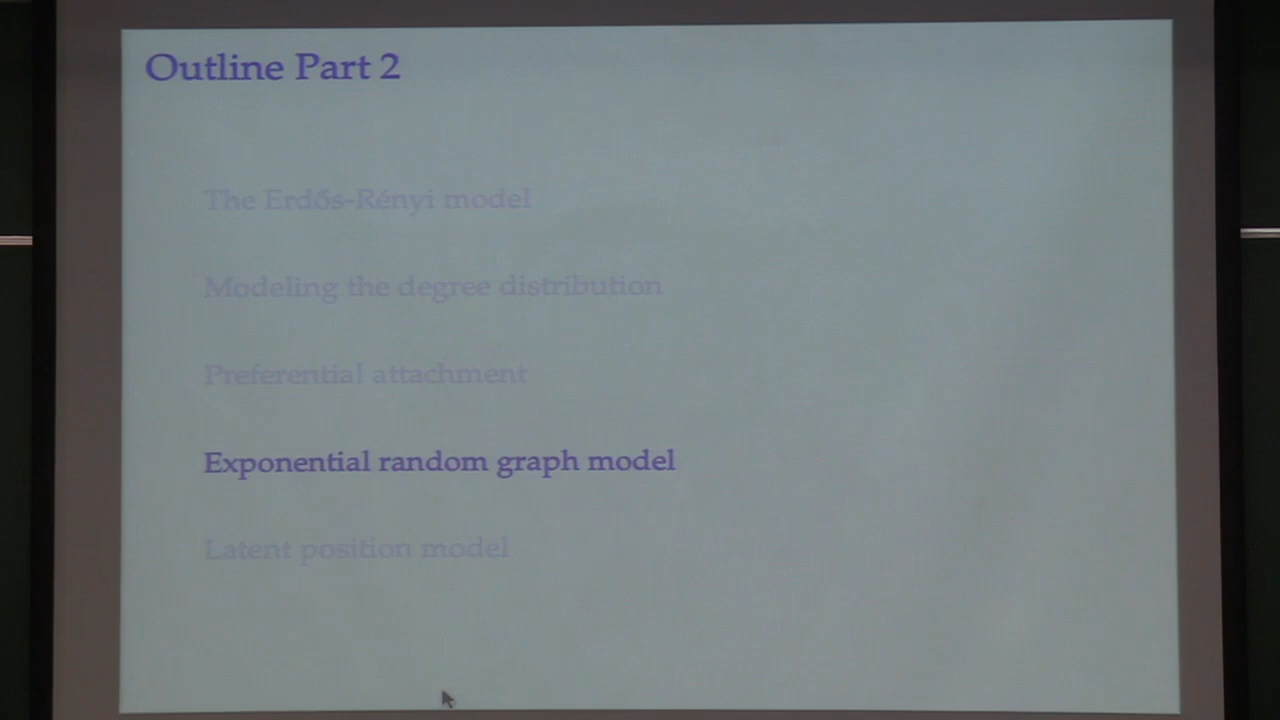 Outline Part 2
The Erdős-Rényi model
Modeling the degree distribution
Preferential attachment
Exponential random graph model
Latent position model